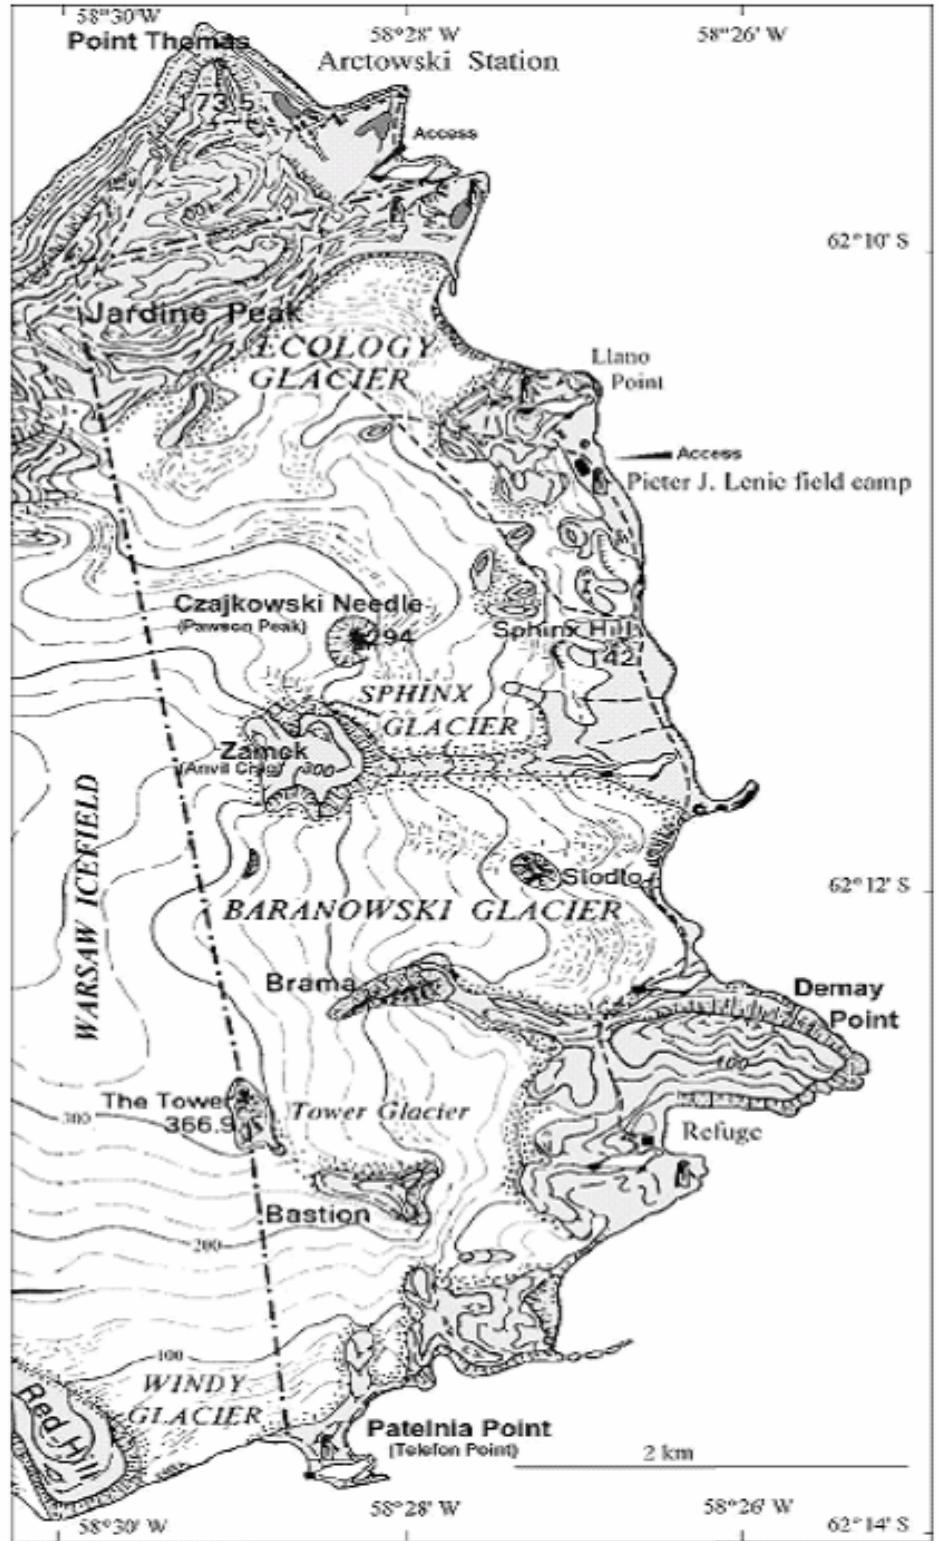 58°30' W
58°28' W
58°26' W
Point Thomas
Arctowski Station
173.5
Access
62°10' S
Jardine Peak
ECOLOGY
GLACIER
Llano
Point
Access
Pieter J. Lenie field camp
Czajkowski Needle
(Pawson Peak)
294
Sphinx Hill
142
SPHINX
GLACIER
Zamek
(Anvil Crag)
300
WARSAW ICEFIELD
Siodlo
62°12' S
BARANOWSKI GLACIER
Brama
Demay
Point
100
The Tower
366.9
300
Tower Glacier
Refuge
Bastion
200
100
WINDY
GLACIER
Red Hill
Patelnia Point
(Telefon Point)
2 km
58°30' W
58°28' W
58°26' W
62°14' S